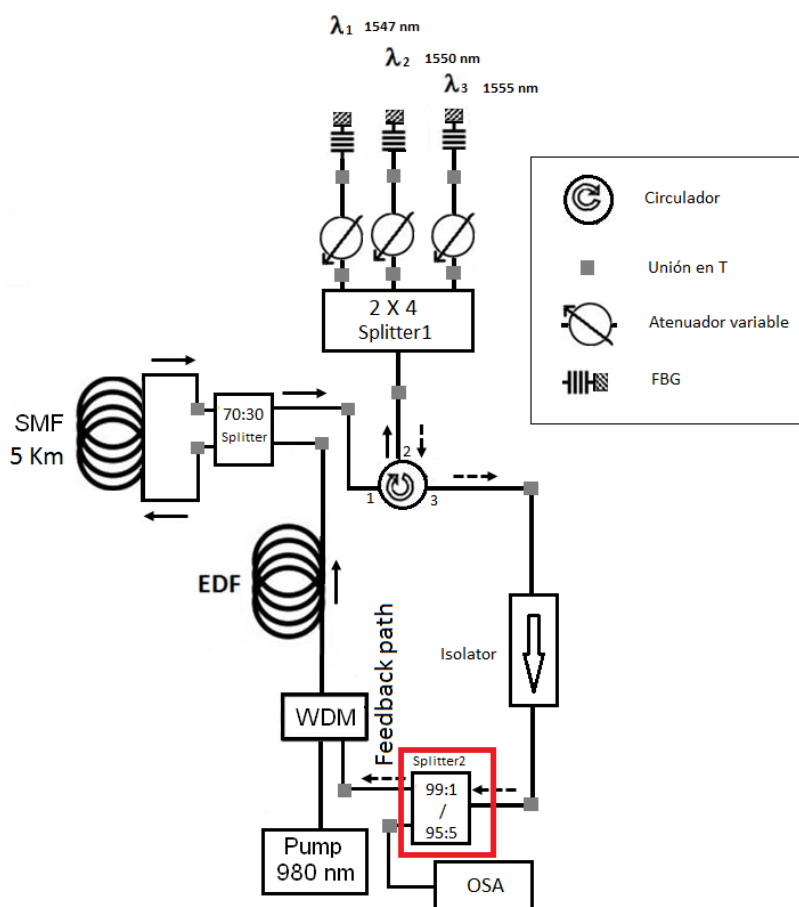 λ1 1547 nm
λ2 1550 nm
λ3 1555 nm
Circulador
Unión en T
Atenuador variable
FBG
2 X 4
Splitter1
SMF
5 Km
70:30
Splitter
1
2
3
EDF
Feedback path
Isolator
WDM
Splitter2
99:1
/
95:5
Pump
980 nm
OSA